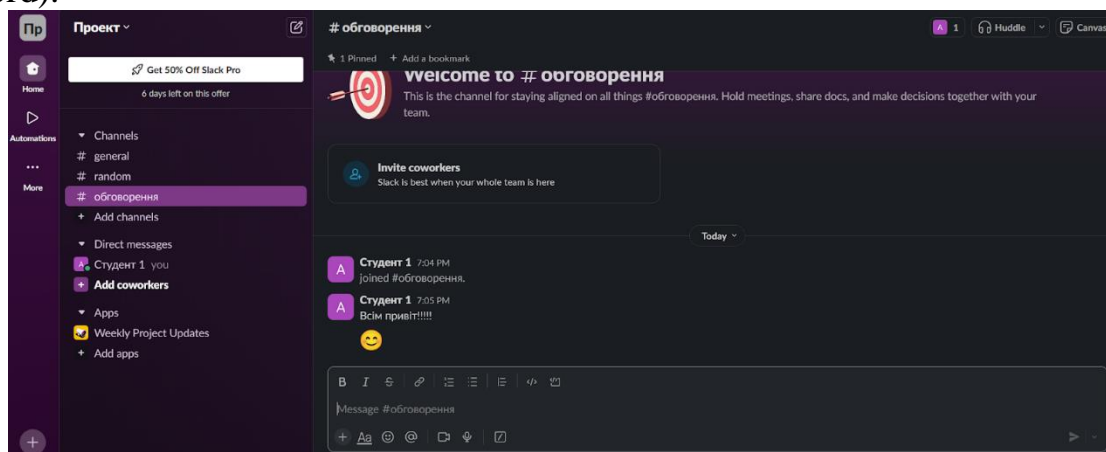 Пр
Home
Automations
More
Проект
Get 50% Off Slack Pro
6 days left on this offer
Channels
# general
# random
# обговорення
+ Add channels
Direct messages
Студент 1 you
+ Add coworkers
Apps
Weekly Project Updates
+ Add apps
# обговорення
A 1
Huddle
Canvas
1 Pinned + Add a bookmark
Welcome to # обговорення
This is the channel for staying aligned on all things #обговорення. Hold meetings, share docs, and make decisions together with your
team.
Invite coworkers
Slack is best when your whole team is here
Today
A
Студент 1 7:04 PM
joined #обговорення.
A
Студент 1 7:05 PM
Всім привіт!!!!!
😊
B I S
Message #обговорення
+ Aa @